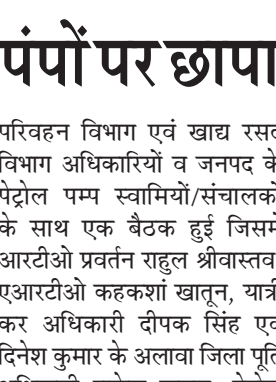 पंपों पर छापा
परिवहन विभाग एवं खाद्य रसद
विभाग अधिकारियों व जनपद के
पेट्रोल पम्प स्वामियों/संचालकों
के साथ एक बैठक हुई जिसमें
आरटीओ प्रवर्तन राहुल श्रीवास्तव,
एआरटीओ कहकशां खातून, यात्री
कर अधिकारी दीपक सिंह एवं
दिनेश कुमार के अलावा जिला पूर्ति